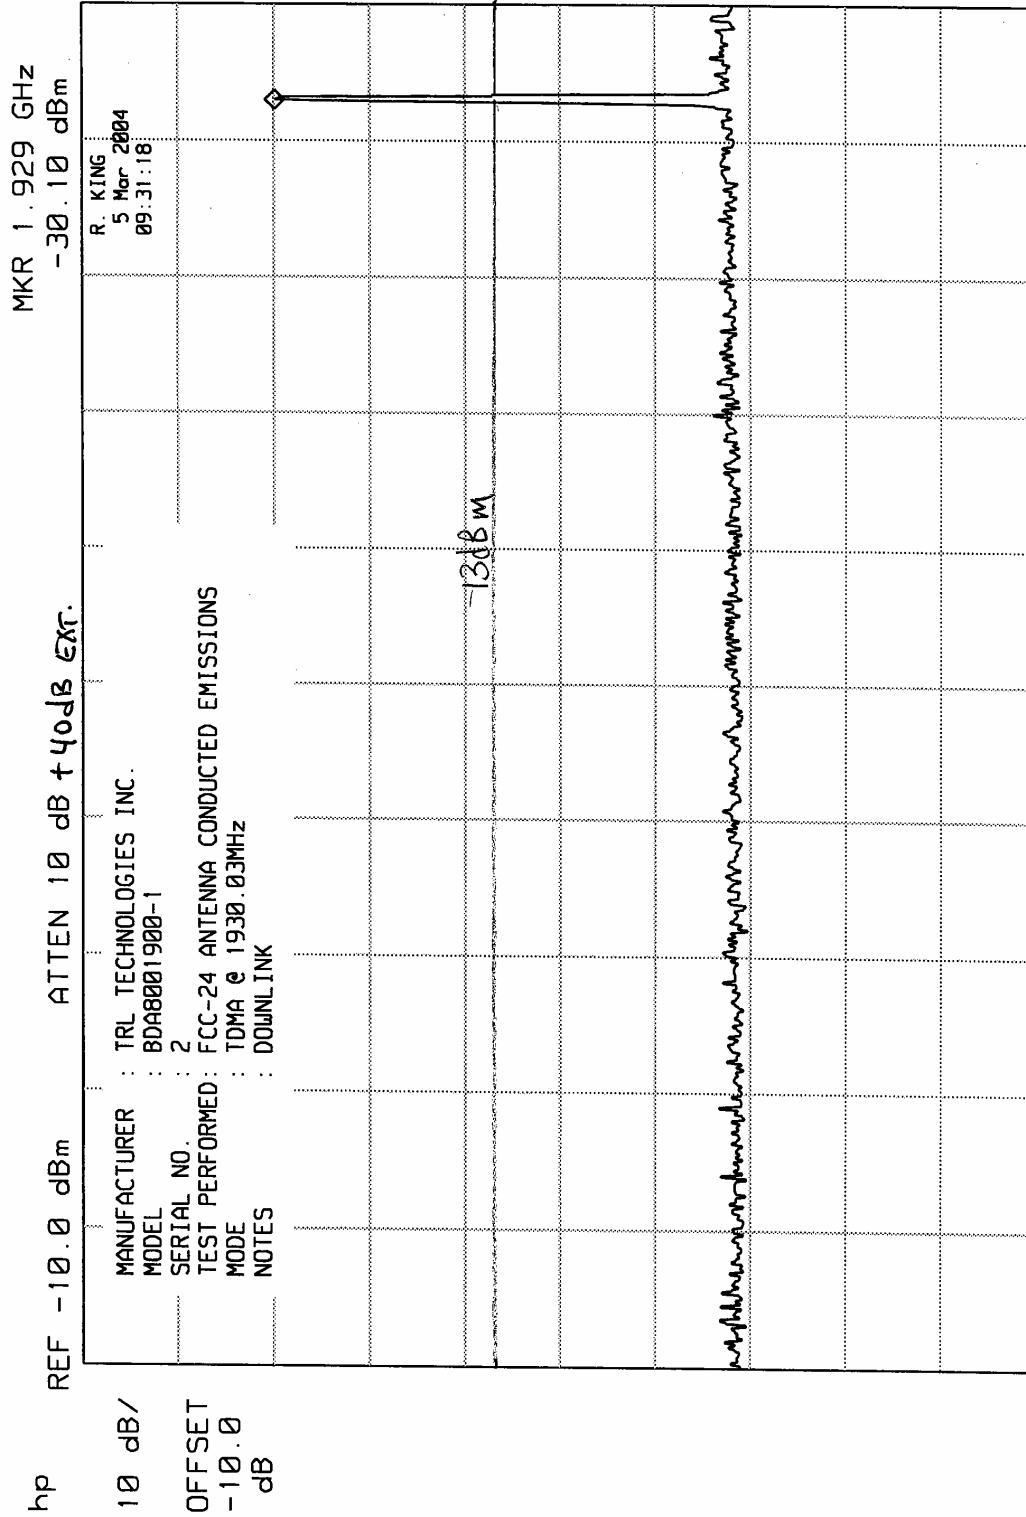 hp
REF -10.0 dBm ATTEN 10 dB + 40dB EXT.
MKR 1.929 GHz
-30.10 dBm
10 dB/
OFFSET
-10.0
dB
R. KING
5 Mar 2004
09:31:18
MANUFACTURER : TRL TECHNOLOGIES INC.
MODEL : BDA8001900-1
SERIAL NO. : 2
TEST PERFORMED: FCC-24 ANTENNA CONDUCTED EMISSIONS
MODE : TDMA @ 1930.03MHz
NOTES : DOWNLINK
-13dBm